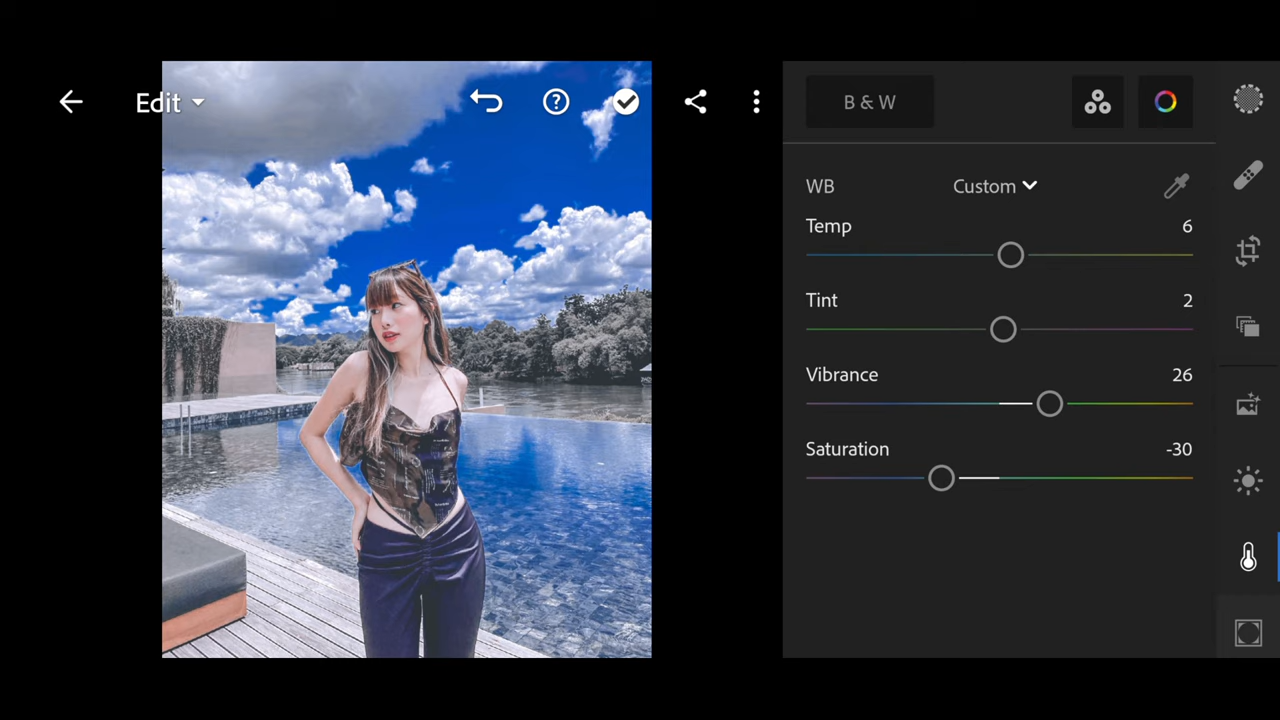 Edit
B & W
WB
Custom
Temp
6
Tint
2
Vibrance
26
Saturation
-30